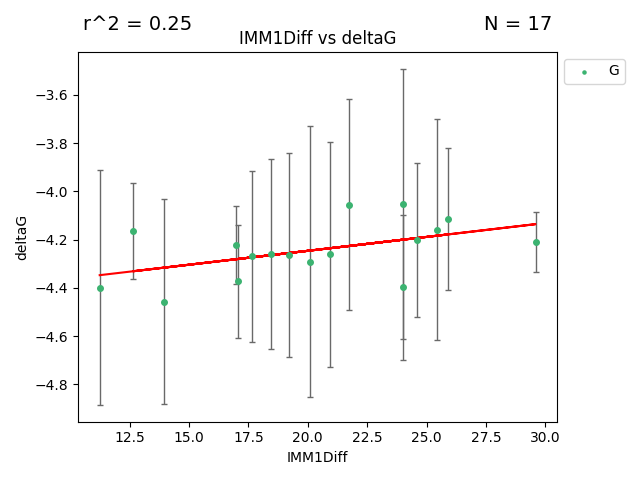 r^2 = 0.25
N = 17
IMM1Diff vs deltaG
G
deltaG
−3.6
−3.8
−4.0
−4.2
−4.4
−4.6
−4.8
12.5 15.0 17.5 20.0 22.5 25.0 27.5 30.0
IMM1Diff